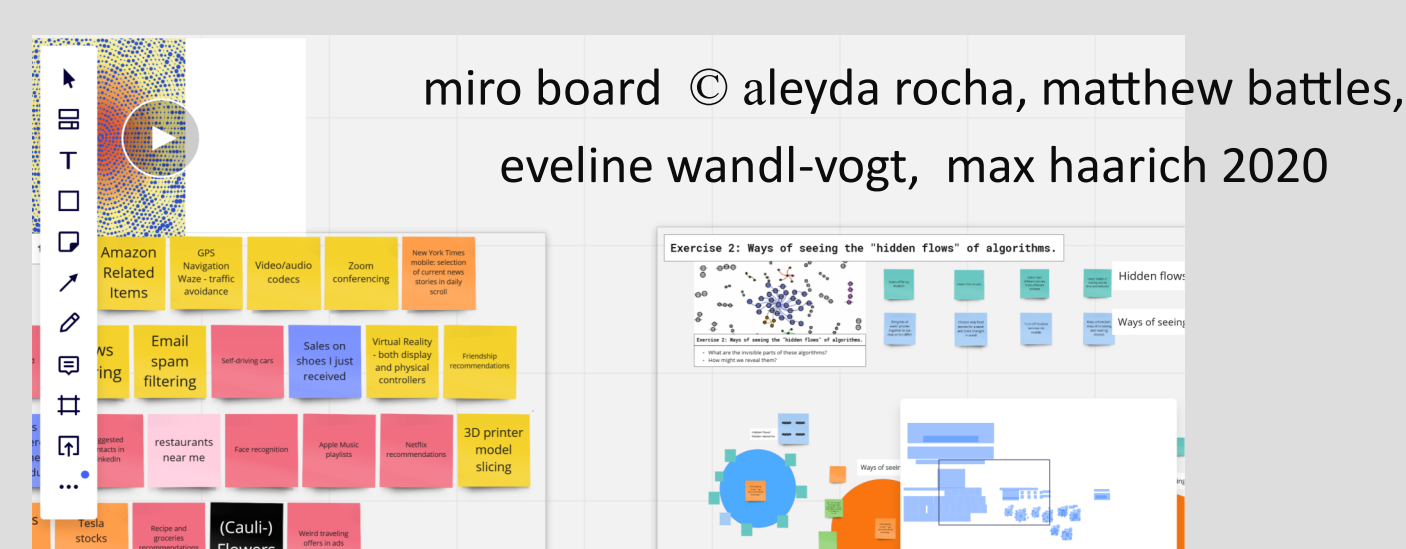 miro board © aleyda rocha, matthew battles,
eveline wandl-vogt, max haarich 2020
T
Amazon
Related
Items
GPS
Navigation
Waze - traffic
avoidance
Video/audio
codecs
Zoom
conferencing
New York Times
mobile: selection
of current news
stories in daily
scroll
Email
spam
filtering
Self-driving cars
Sales on
shoes I just
received
Virtual Reality
- both display
and physical
controllers
Friendship
recommendations
restaurants
near me
Face recognition
Apple Music
playlists
Netflix
recommendations
3D printer
model
slicing
Tesla
stocks
Recipe and
groceries
recommendations
(Cauli-)
Flowers
Weird traveling
offers in ads
Exercise 2: Ways of seeing the "hidden flows" of algorithms.
Exercise 2: Ways of seeing the "hidden flows" of algorithms.
• What are the invisible parts of these algorithms?
• How might we reveal them?
Hidden flows
Ways of seeing
Ways of seein